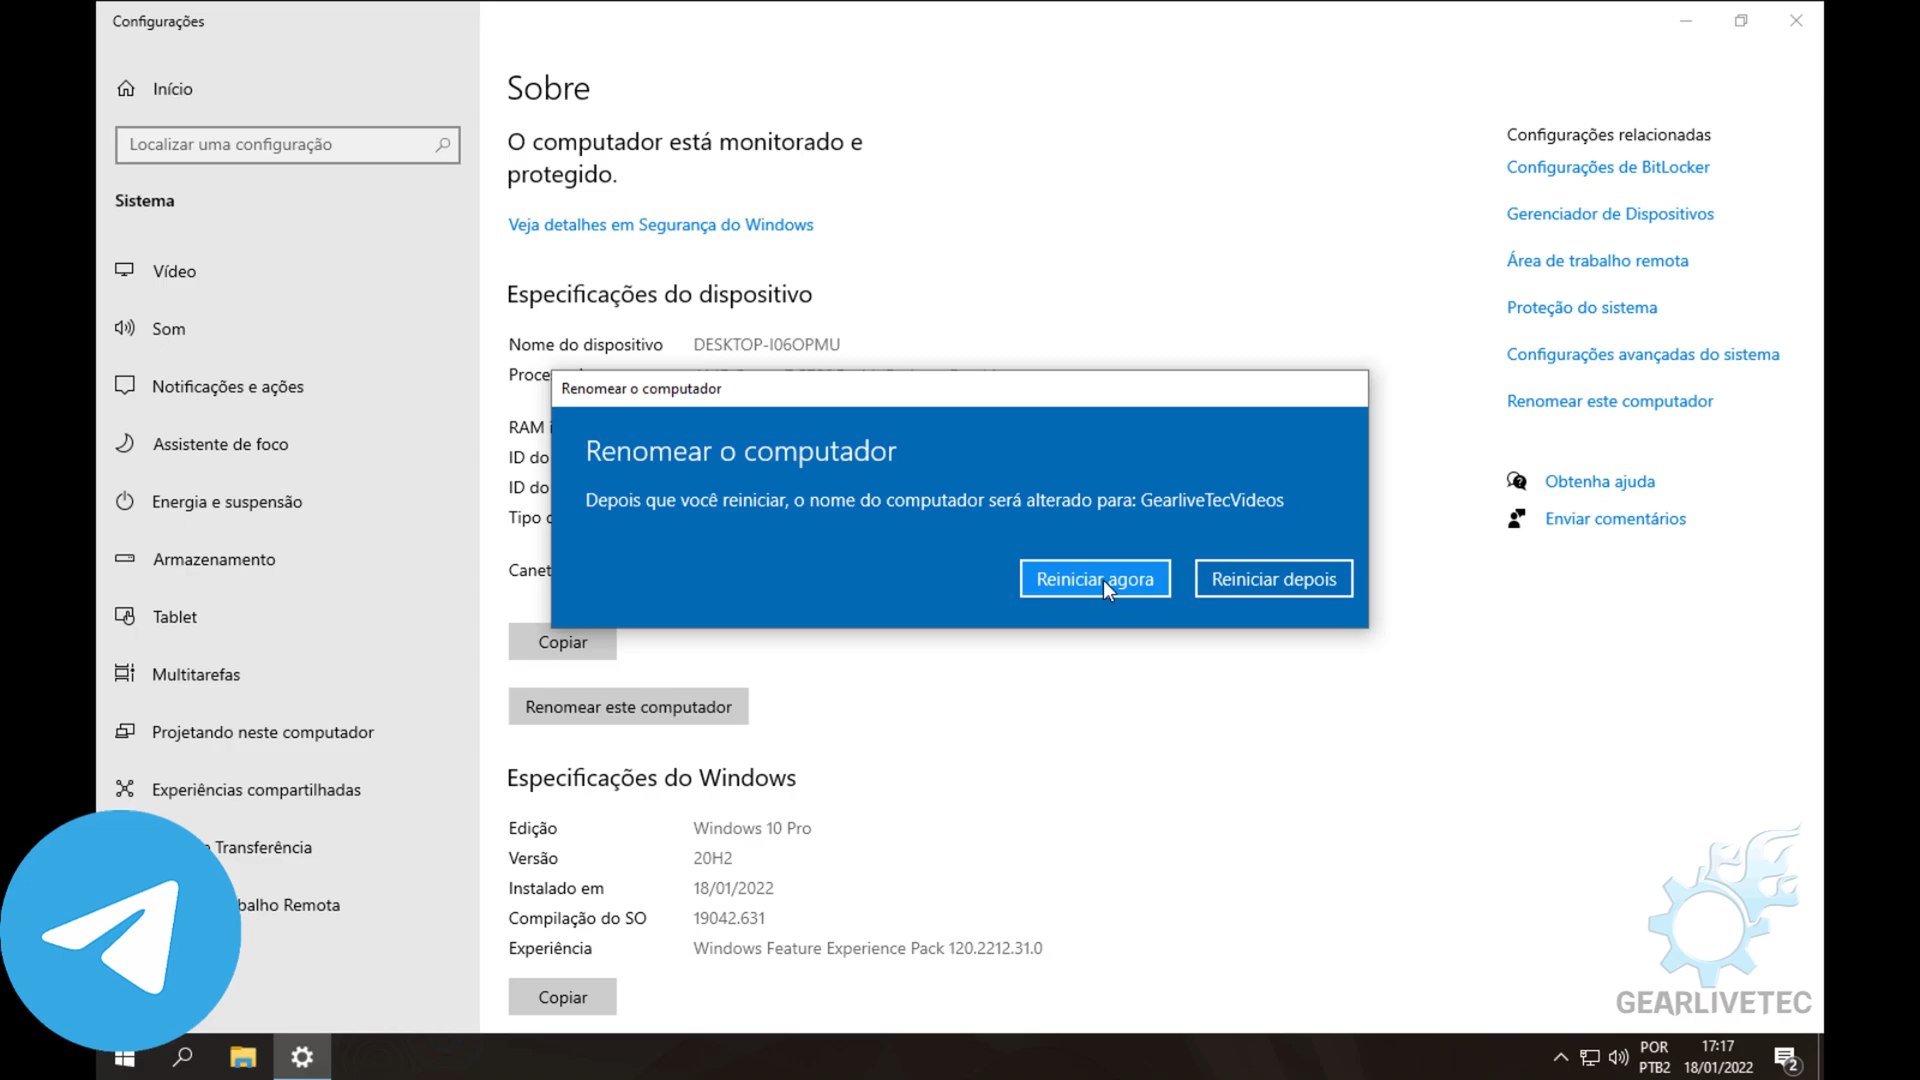 Configurações
Início
Localizar uma configuração
Sistema
Vídeo
Som
Notificações e ações
Assistente de foco
Energia e suspensão
Armazenamento
Tablet
Multitarefas
Projetando neste computador
Experiências compartilhadas
Transferência
balho Remota
Sobre
O computador está monitorado e
protegido.
Veja detalhes em Segurança do Windows
Especificações do dispositivo
Nome do dispositivo DESKTOP-I06OPMU
Proce
RAM i
ID do
ID do
Tipo
Canet
Renomear o computador
Renomear o computador
Depois que você reiniciar, o nome do computador será alterado para: GearliveTecVideos
Reiniciar agora Reiniciar depois
Copiar
Renomear este computador
Especificações do Windows
Edição Windows 10 Pro
Versão 20H2
Instalado em 18/01/2022
Compilação do SO 19042.631
Experiência Windows Feature Experience Pack 120.2212.31.0
Copiar
Configurações relacionadas
Configurações de BitLocker
Gerenciador de Dispositivos
Área de trabalho remota
Proteção do sistema
Configurações avançadas do sistema
Renomear este computador
Obtenha ajuda
Enviar comentários
GEARLIVETEC
POR 17:17
PTB2 18/01/2022 2